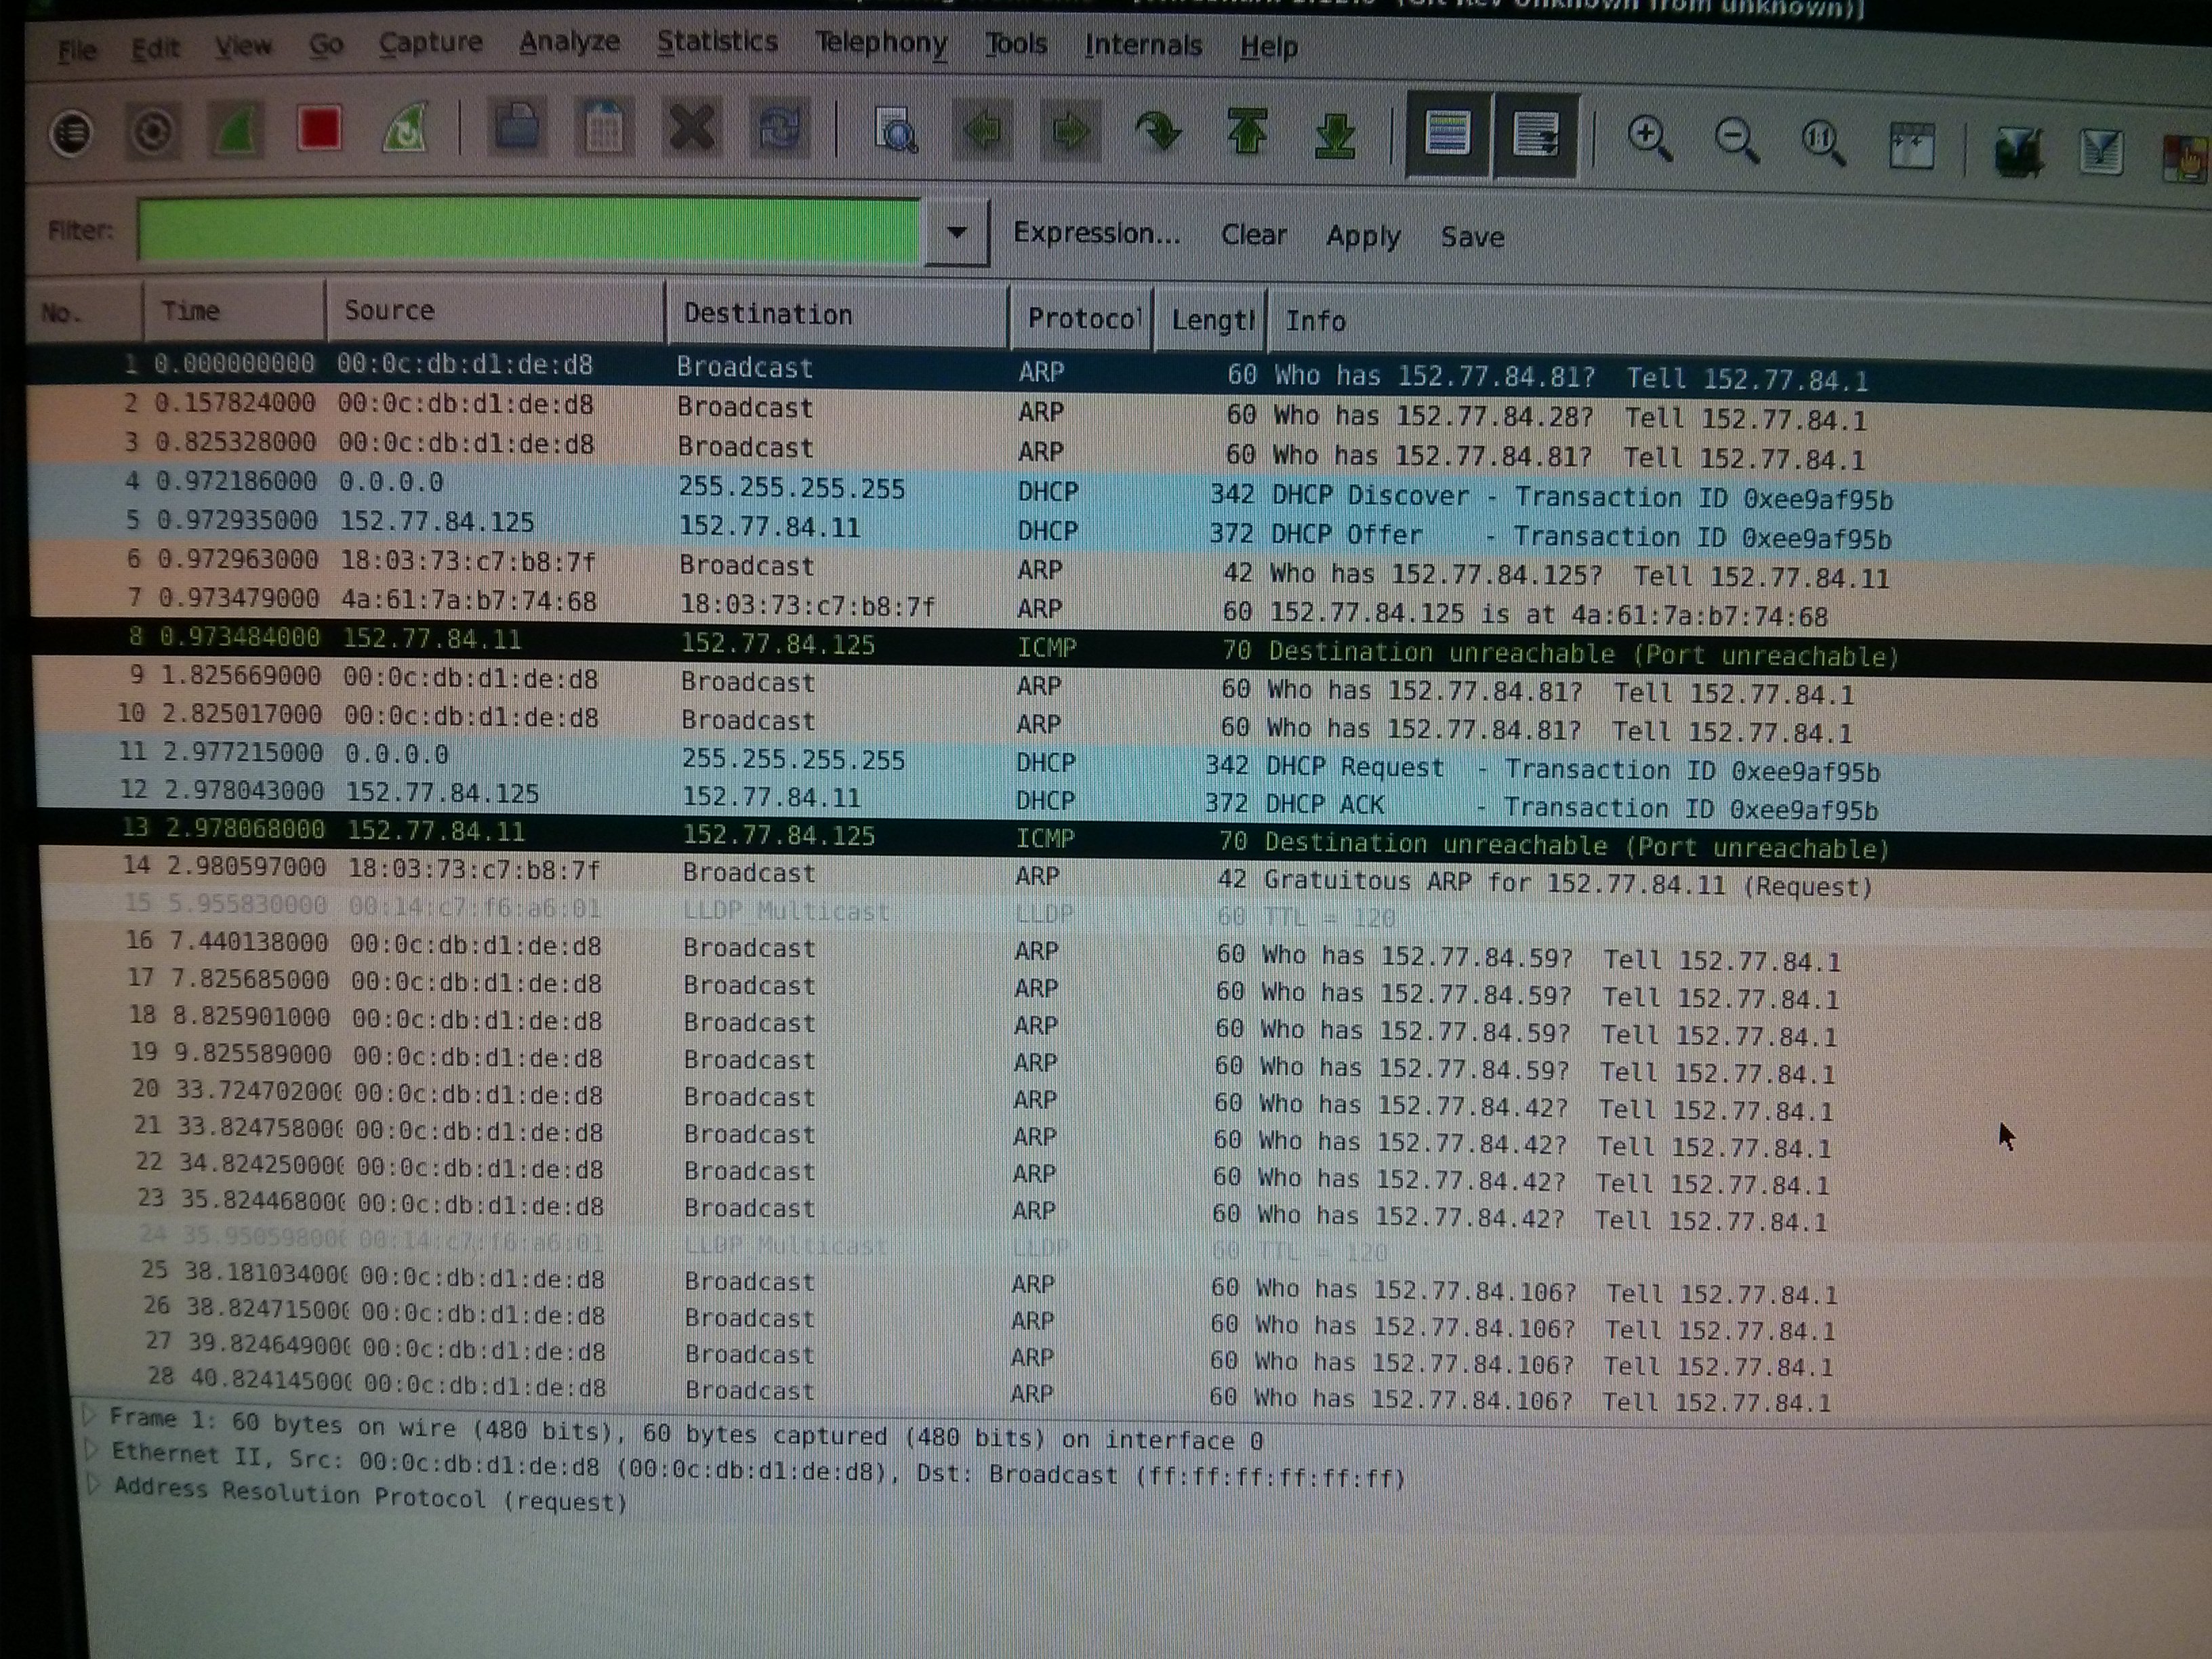 from unknown)]
File Edit View Go Capture Analyze Statistics Telephony Tools Internals Help
Filter: Expression... Clear Apply Save
No. Time Source Destination Protocol Lengtl Info
1 0.000000000 00:0c:db:d1:de:d8 Broadcast ARP 60 Who has 152.77.84.81? Tell 152.77.84.1
2 0.157824000 00:0c:db:d1:de:d8 Broadcast ARP 60 Who has 152.77.84.28? Tell 152.77.84.1
3 0.825328000 00:0c:db:d1:de:d8 Broadcast ARP 60 Who has 152.77.84.81? Tell 152.77.84.1
4 0.972186000 0.0.0.0 255.255.255.255 DHCP 342 DHCP Discover - Transaction ID 0xee9af95b
5 0.972935000 152.77.84.125 152.77.84.11 DHCP 372 DHCP Offer - Transaction ID 0xee9af95b
6 0.972963000 18:03:73:c7:b8:7f Broadcast ARP 42 Who has 152.77.84.125? Tell 152.77.84.11
7 0.973479000 4a:61:7a:b7:74:68 18:03:73:c7:b8:7f ARP 60 152.77.84.125 is at 4a:61:7a:b7:74:68
8 0.973484000 152.77.84.11 152.77.84.125 ICMP 70 Destination unreachable (Port unreachable)
9 1.825669000 00:0c:db:d1:de:d8 Broadcast ARP 60 Who has 152.77.84.81? Tell 152.77.84.1
10 2.825017000 00:0c:db:d1:de:d8 Broadcast ARP 60 Who has 152.77.84.81? Tell 152.77.84.1
11 2.977215000 0.0.0.0 255.255.255.255 DHCP 342 DHCP Request - Transaction ID 0xee9af95b
12 2.978043000 152.77.84.125 152.77.84.11 DHCP 372 DHCP ACK - Transaction ID 0xee9af95b
13 2.978068000 152.77.84.11 152.77.84.125 ICMP 70 Destination unreachable (Port unreachable)
14 2.980597000 18:03:73:c7:b8:7f Broadcast ARP 42 Gratuitous ARP for 152.77.84.11 (Request)
15 5.955830000 00:14:c7:f6:a6:01 LLDP_Multicast LLDP 60 TTL = 120
16 7.440138000 00:0c:db:d1:de:d8 Broadcast ARP 60 Who has 152.77.84.59? Tell 152.77.84.1
17 7.825685000 00:0c:db:d1:de:d8 Broadcast ARP 60 Who has 152.77.84.59? Tell 152.77.84.1
18 8.825901000 00:0c:db:d1:de:d8 Broadcast ARP 60 Who has 152.77.84.59? Tell 152.77.84.1
19 9.825589000 00:0c:db:d1:de:d8 Broadcast ARP 60 Who has 152.77.84.59? Tell 152.77.84.1
20 33.72470200( 00:0c:db:d1:de:d8 Broadcast ARP 60 Who has 152.77.84.42? Tell 152.77.84.1
21 33.82475800( 00:0c:db:d1:de:d8 Broadcast ARP 60 Who has 152.77.84.42? Tell 152.77.84.1
22 34.82425000( 00:0c:db:d1:de:d8 Broadcast ARP 60 Who has 152.77.84.42? Tell 152.77.84.1
23 35.82446800( 00:0c:db:d1:de:d8 Broadcast ARP 60 Who has 152.77.84.42? Tell 152.77.84.1
24 35.95059800( 00:14:c7:f6:a6:01 LLDP_Multicast LLDP 60 TTL = 120
25 38.18103400( 00:0c:db:d1:de:d8 Broadcast ARP 60 Who has 152.77.84.106? Tell 152.77.84.1
26 38.82471500( 00:0c:db:d1:de:d8 Broadcast ARP 60 Who has 152.77.84.106? Tell 152.77.84.1
27 39.82464900( 00:0c:db:d1:de:d8 Broadcast ARP 60 Who has 152.77.84.106? Tell 152.77.84.1
28 40.82414500( 00:0c:db:d1:de:d8 Broadcast ARP 60 Who has 152.77.84.106? Tell 152.77.84.1
Frame 1: 60 bytes on wire (480 bits), 60 bytes captured (480 bits) on interface 0
Ethernet II, Src: 00:0c:db:d1:de:d8 (00:0c:db:d1:de:d8), Dst: Broadcast (ff:ff:ff:ff:ff:ff)
Address Resolution Protocol (request)